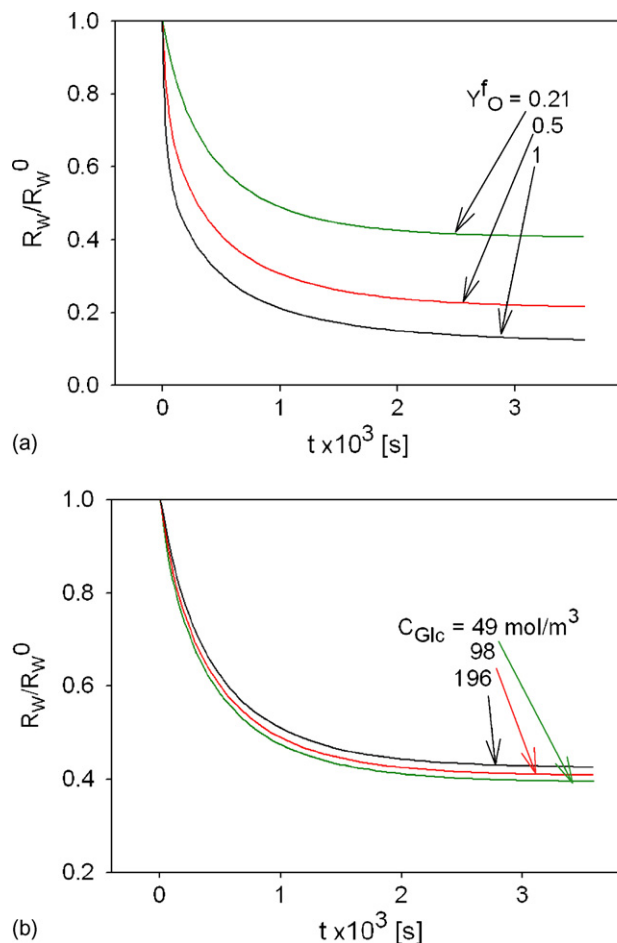 1.0
0.8
0.6
0.4
0.2
0.0
R_W/R_W^0
Y^f_O = 0.21
0.5
1
0 1 2 3
t x10^3 [s]
(a)
1.0
0.8
0.6
0.4
0.2
R_W/R_W^0
C_Glc = 49 mol/m^3
98
196
0 1 2 3
t x10^3 [s]
(b)